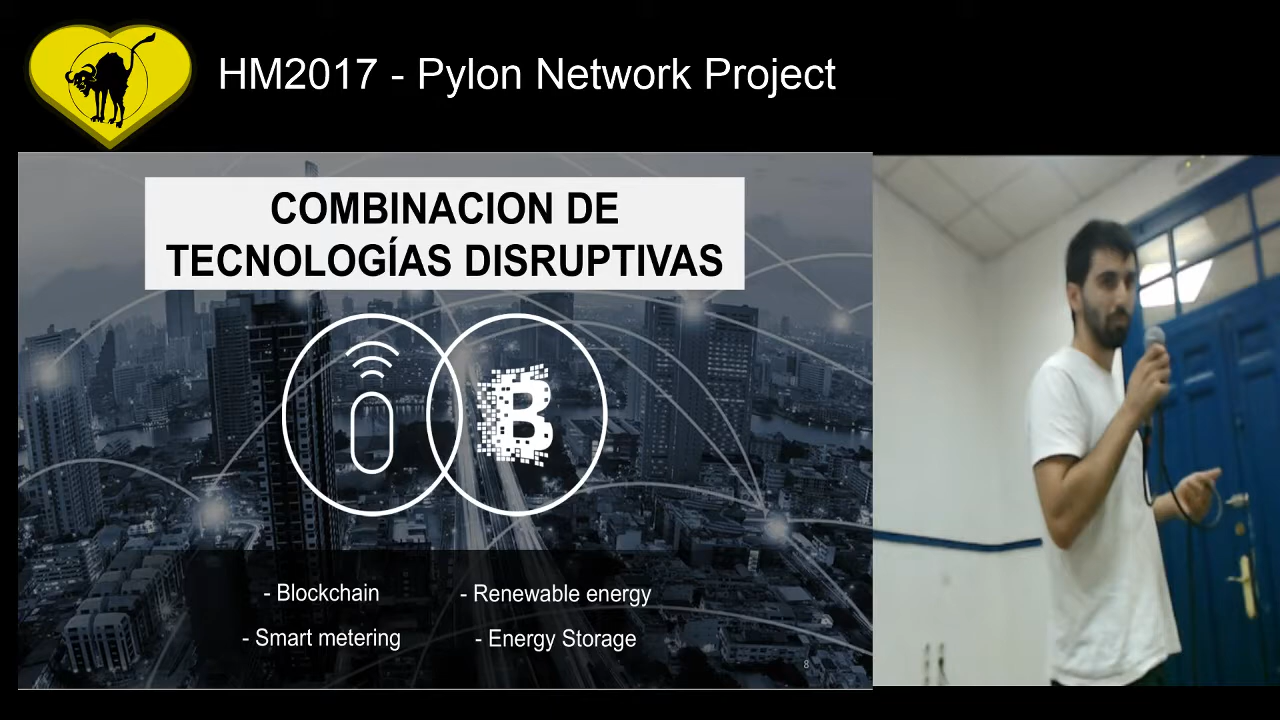 HM2017 - Pylon Network Project
COMBINACION DE
TECNOLOGÍAS DISRUPTIVAS
- Blockchain
- Renewable energy
- Smart metering
- Energy Storage
8